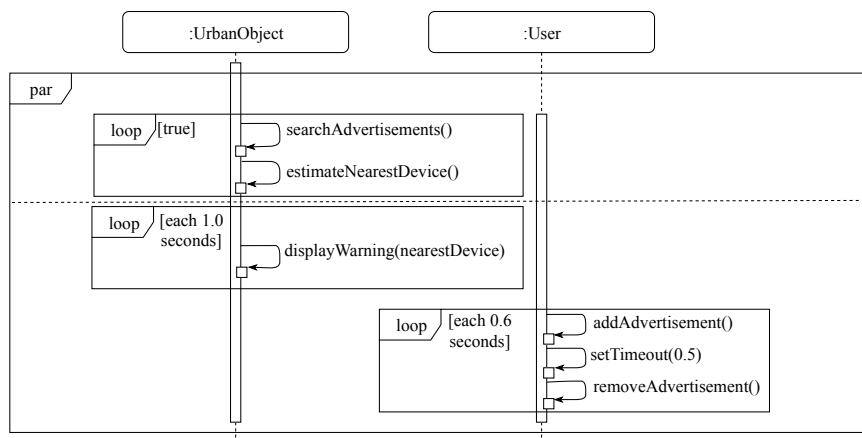 :UrbanObject
:User
par
loop
[true]
searchAdvertisements()
estimateNearestDevice()
loop
[each 1.0
seconds]
displayWarning(nearestDevice)
loop
[each 0.6
seconds]
addAdvertisement()
setTimeout(0.5)
removeAdvertisement()